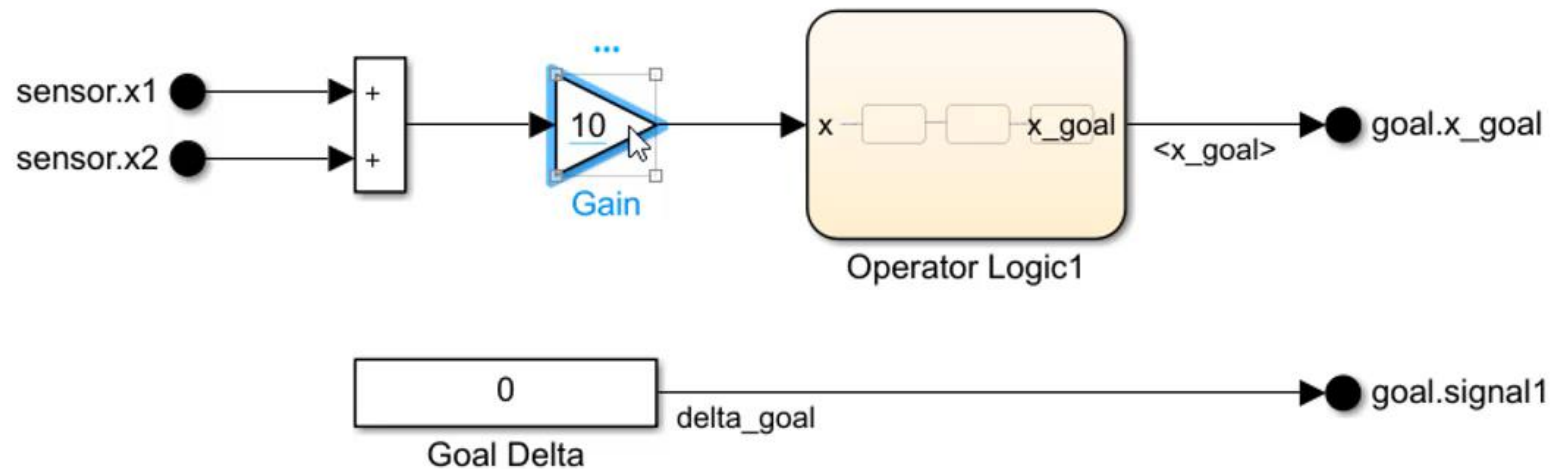 sensor.x1
sensor.x2
+
+
...
10
Gain
x
x_goal
Operator Logic1
<x_goal>
goal.x_goal
0
Goal Delta
delta_goal
goal.signal1